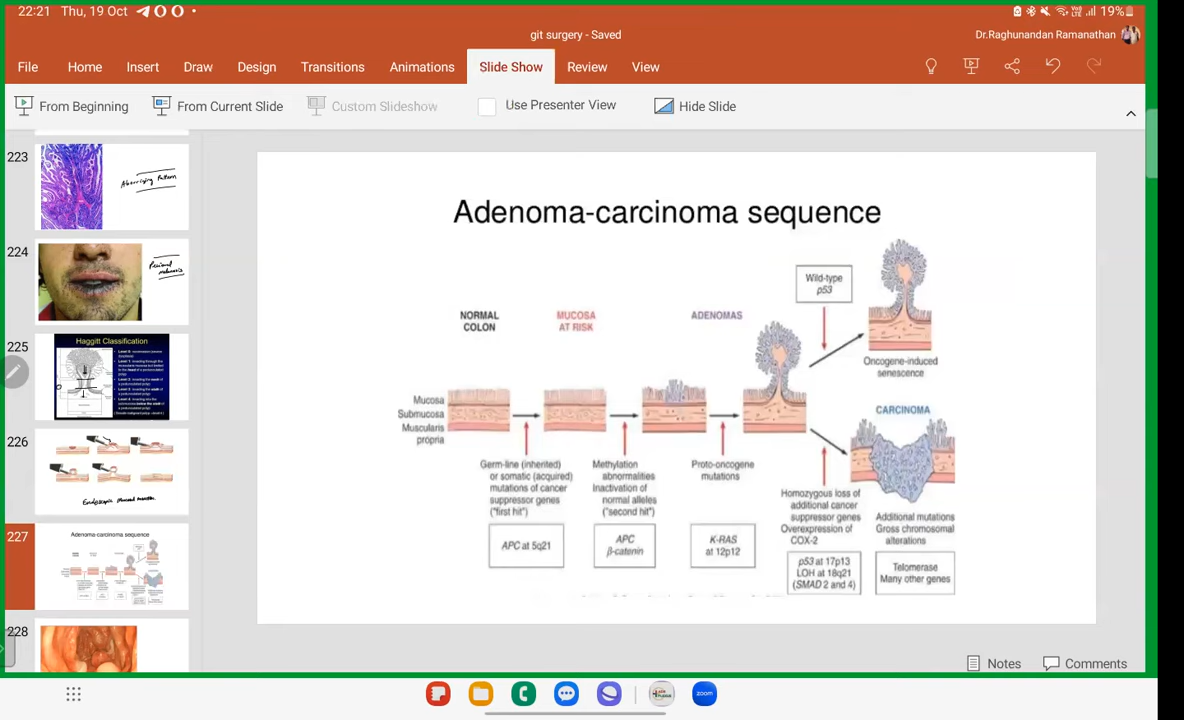 22:21 Thu, 19 Oct
19%
git surgery - Saved
Dr.Raghunandan Ramanathan
File Home Insert Draw Design Transitions Animations Slide Show Review View
From Beginning From Current Slide Custom Slideshow Use Presenter View Hide Slide
223
224
225
Haggitt Classification
226
227
Adenoma-carcinoma sequence
228
Adenoma-carcinoma sequence
Wild-type
p53
NORMAL
COLON
MUCOSA
AT RISK
ADENOMAS
Oncogene-induced
senescence
Mucosa
Submucosa
Muscularis
propria
CARCINOMA
Germ-line (inherited)
or somatic (acquired)
mutations of cancer
suppressor genes
("first hit")
Methylation
abnormalities
Inactivation of
normal alleles
("second hit")
Proto-oncogene
mutations
Homozygous loss of
additional cancer
suppressor genes
Overexpression of
COX-2
Additional mutations
Gross chromosomal
alterations
APC at 5q21
APC
β-catenin
K-RAS
at 12p12
p53 at 17p13
LOH at 18q21
(SMAD 2 and 4)
Telomerase
Many other genes
Notes Comments
zoom